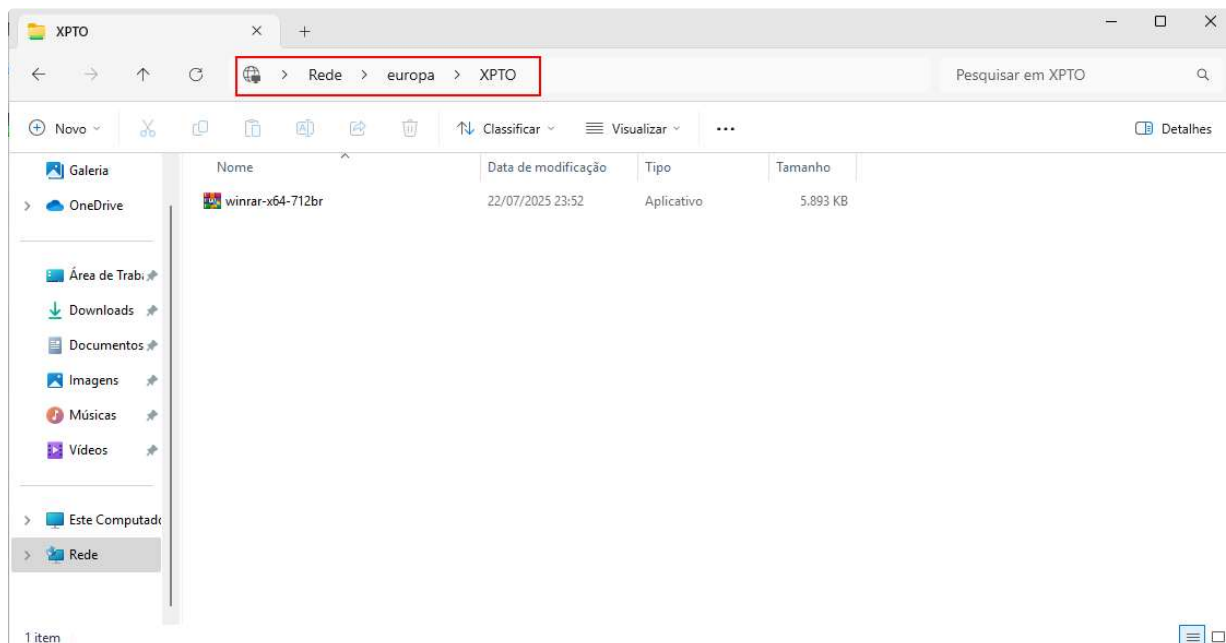 XPTO
Rede > europa > XPTO
Pesquisar em XPTO
Novo
Classificar
Visualizar
Detalhes
Nome
Data de modificação
Tipo
Tamanho
winrar-x64-712br
22/07/2025 23:52
Aplicativo
5.893 KB
Galeria
OneDrive
Área de Traba
Downloads
Documentos
Imagens
Músicas
Vídeos
Este Computado
Rede
1 item